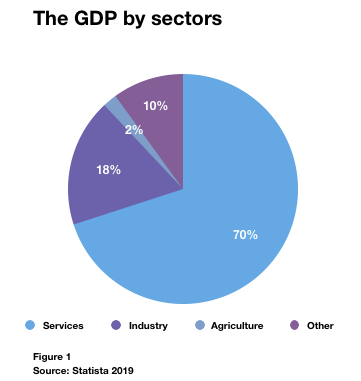 The GDP by sectors
10%
2%
18%
70%
Services Industry Agriculture Other
Figure 1
Source: Statista 2019